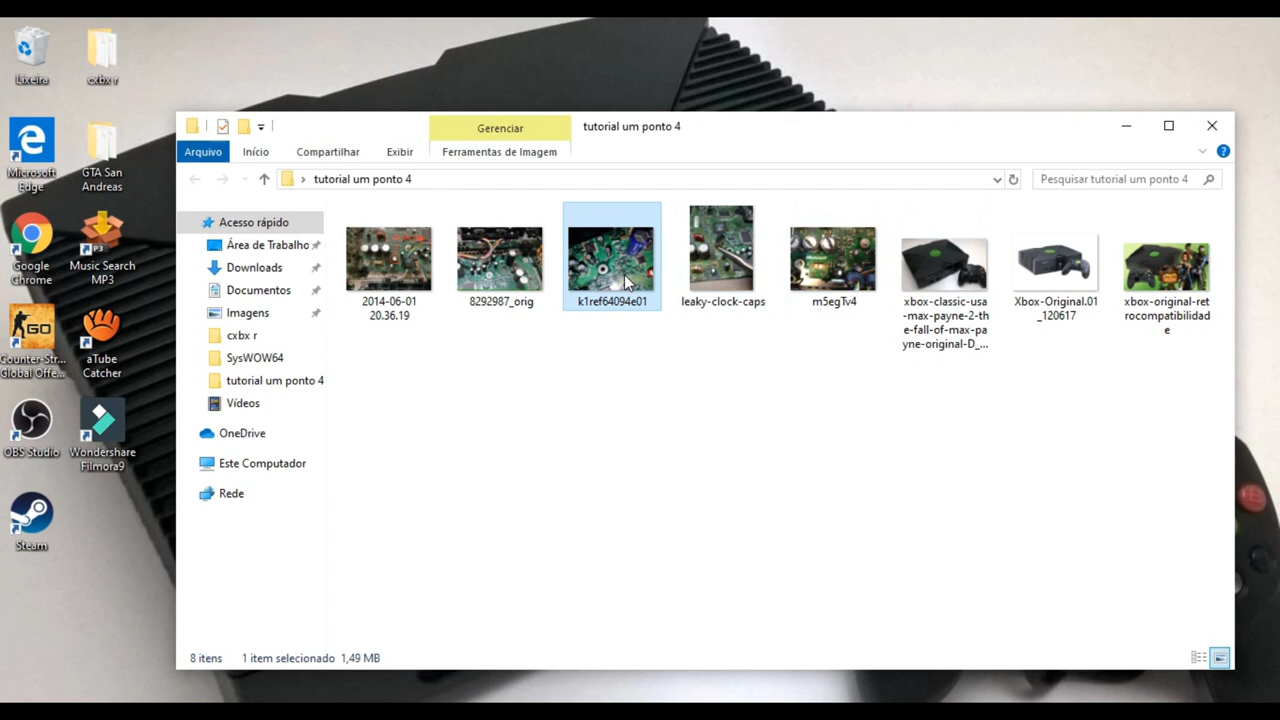 Lixeira
cxbx r
Microsoft
Edge
GTA San
Andreas
Google
Chrome
Music Search
MP3
Counter-Str...
Global Offe...
aTube
Catcher
OBS Studio
Wondershare
Filmora9
Steam
Gerenciar
tutorial um ponto 4
Arquivo
Início
Compartilhar
Exibir
Ferramentas de Imagem
tutorial um ponto 4
Pesquisar tutorial um ponto 4
Acesso rápido
Área de Trabalho
Downloads
Documentos
Imagens
cxbx r
SysWOW64
tutorial um ponto 4
Vídeos
OneDrive
Este Computador
Rede
2014-06-01
20.36.19
8292987_orig
k1ref64094e01
leaky-clock-caps
m5egTv4
xbox-classic-usa
-max-payne-2-th
e-fall-of-max-pa
yne-original-D_...
Xbox-Original.01
_120617
xbox-original-ret
rocompatibilidad
e
8 itens
1 item selecionado 1,49 MB